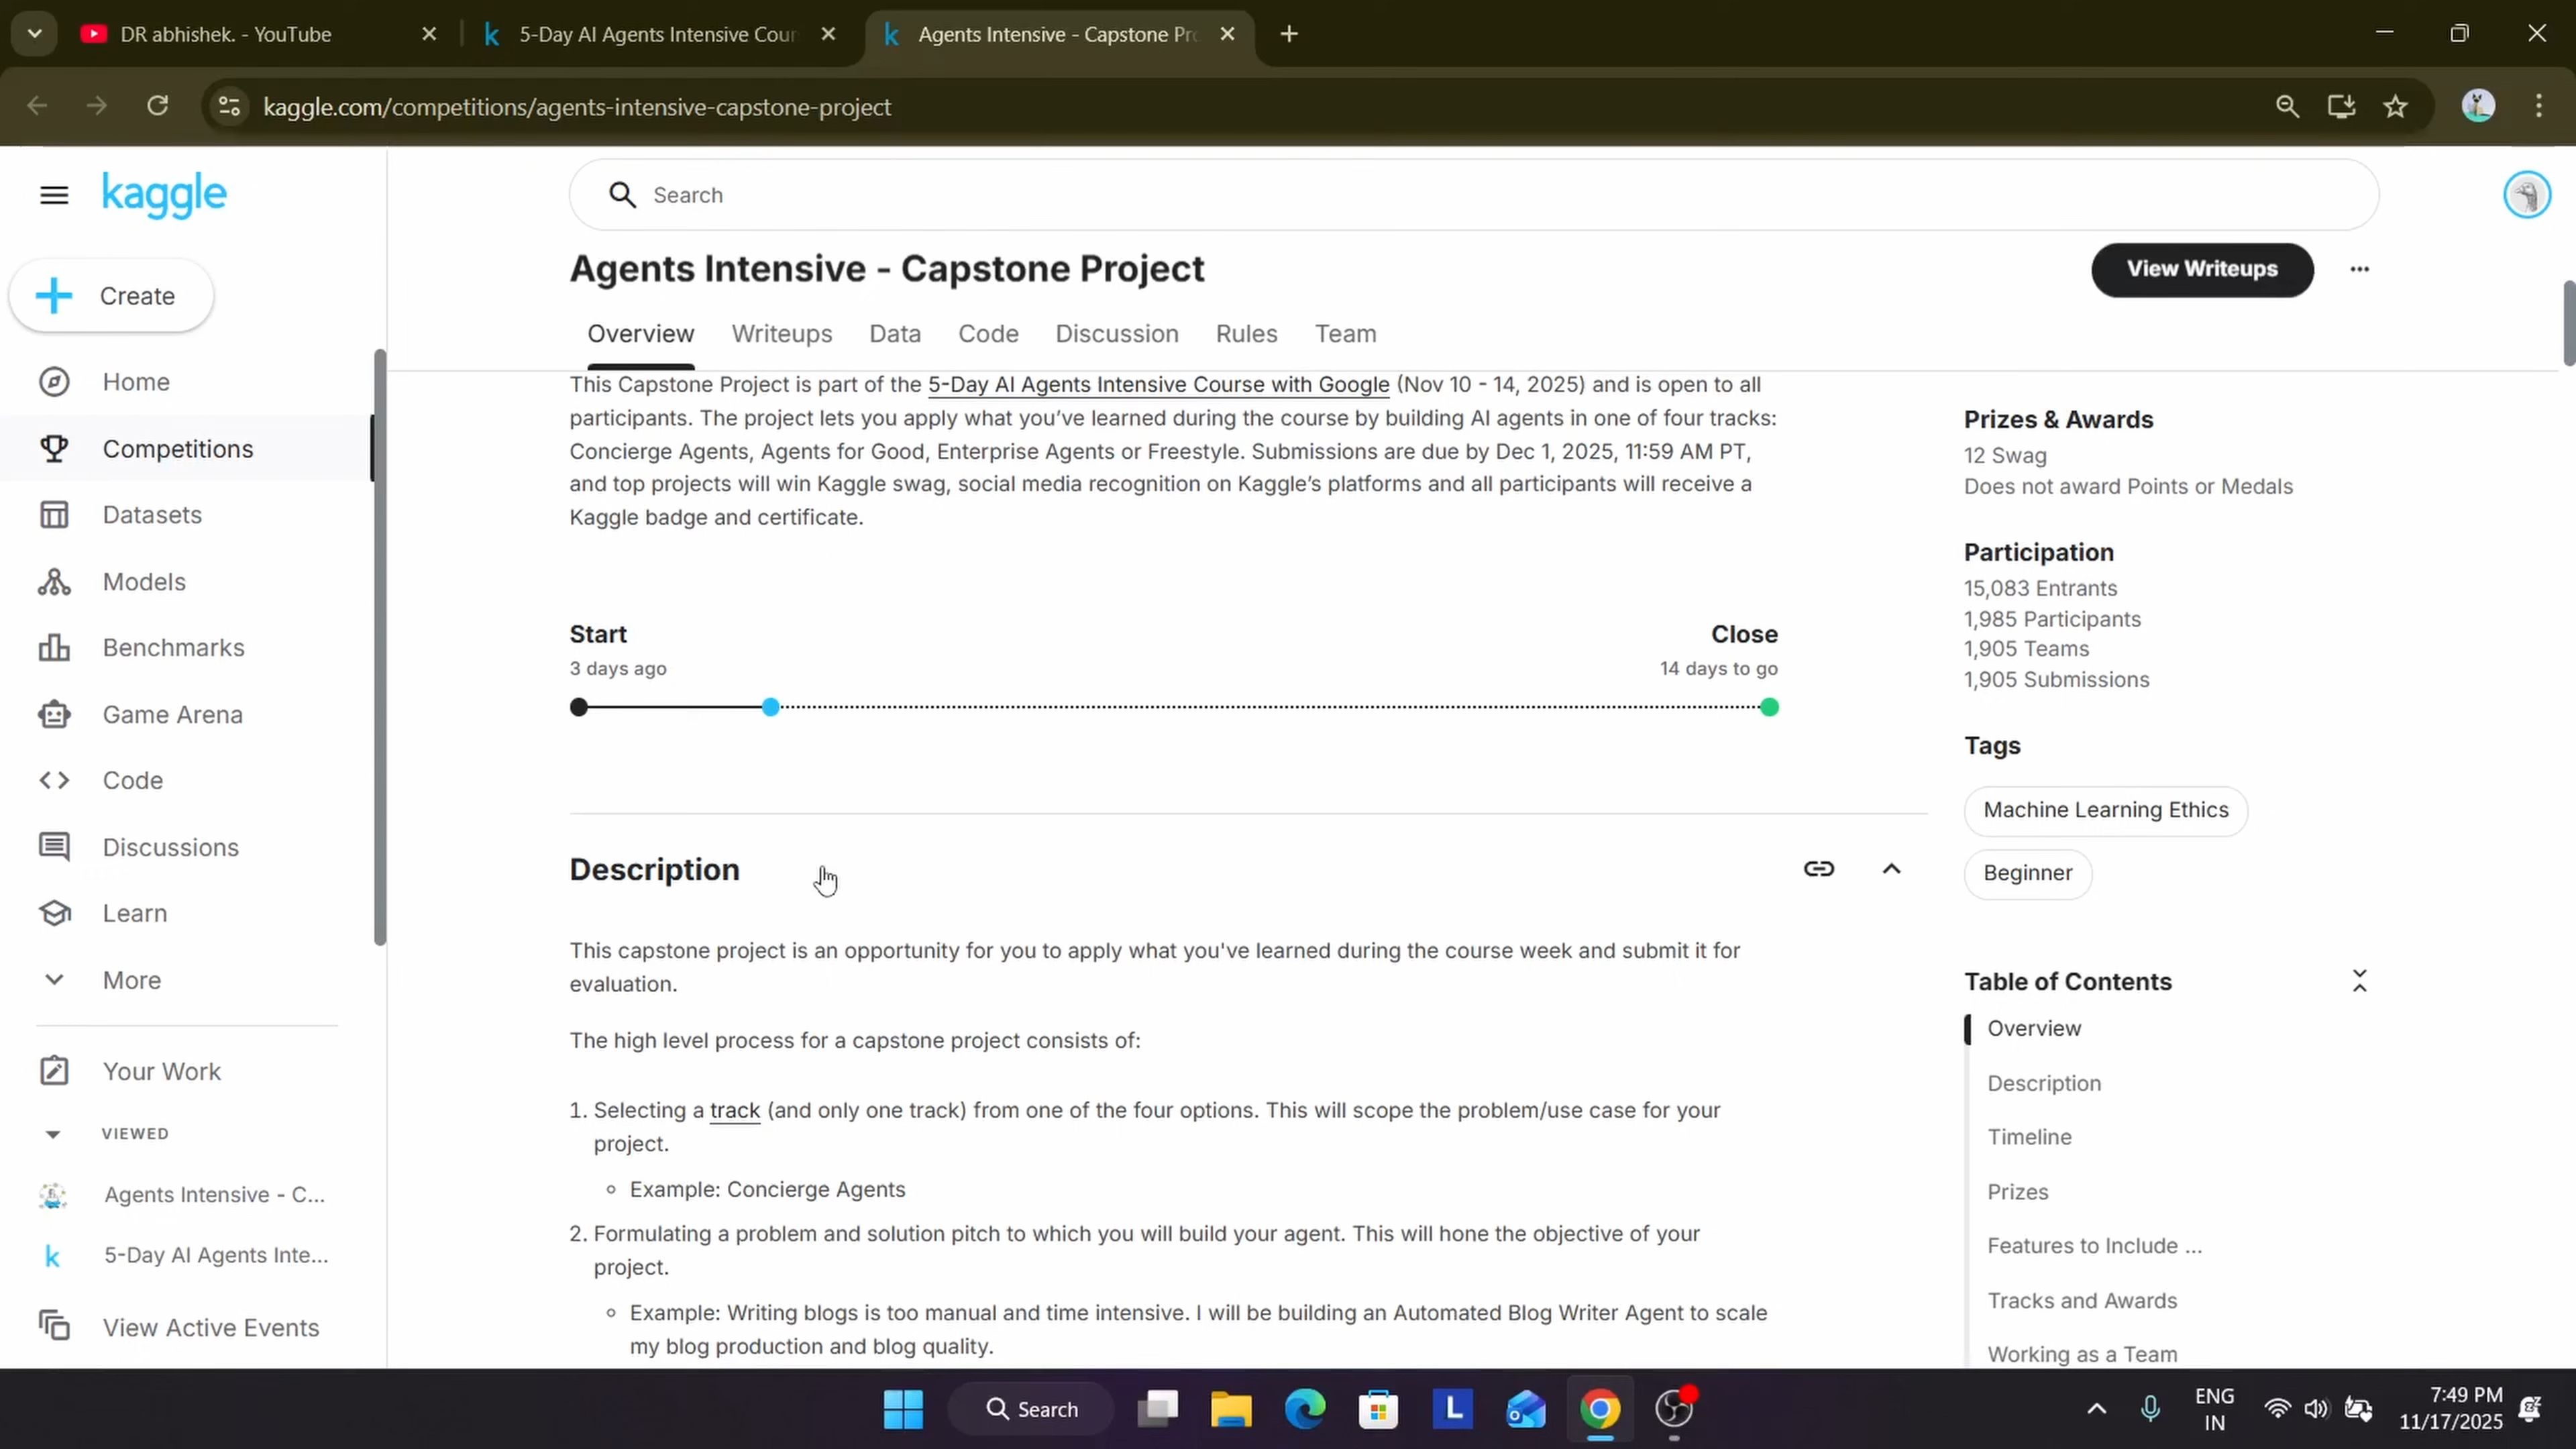 DR abhishek. - YouTube
5-Day AI Agents Intensive Cour
Agents Intensive - Capstone Pro
kaggle.com/competitions/agents-intensive-capstone-project
kaggle
Search
Create
Home
Competitions
Datasets
Models
Benchmarks
Game Arena
Code
Discussions
Learn
More
Your Work
VIEWED
Agents Intensive - C...
5-Day AI Agents Inte...
View Active Events
Agents Intensive - Capstone Project
View Writeups
Overview Writeups Data Code Discussion Rules Team
This Capstone Project is part of the 5-Day AI Agents Intensive Course with Google (Nov 10 - 14, 2025) and is open to all
participants. The project lets you apply what you’ve learned during the course by building AI agents in one of four tracks:
Concierge Agents, Agents for Good, Enterprise Agents or Freestyle. Submissions are due by Dec 1, 2025, 11:59 AM PT,
and top projects will win Kaggle swag, social media recognition on Kaggle’s platforms and all participants will receive a
Kaggle badge and certificate.
Start
3 days ago
Close
14 days to go
Description
This capstone project is an opportunity for you to apply what you've learned during the course week and submit it for
evaluation.
The high level process for a capstone project consists of:
1. Selecting a track (and only one track) from one of the four options. This will scope the problem/use case for your
project.
Example: Concierge Agents
2. Formulating a problem and solution pitch to which you will build your agent. This will hone the objective of your
project.
Example: Writing blogs is too manual and time intensive. I will be building an Automated Blog Writer Agent to scale
my blog production and blog quality.
Prizes & Awards
12 Swag
Does not award Points or Medals
Participation
15,083 Entrants
1,985 Participants
1,905 Teams
1,905 Submissions
Tags
Machine Learning Ethics
Beginner
Table of Contents
Overview
Description
Timeline
Prizes
Features to Include ...
Tracks and Awards
Working as a Team
Search
L
ENG
IN
7:49 PM
11/17/2025